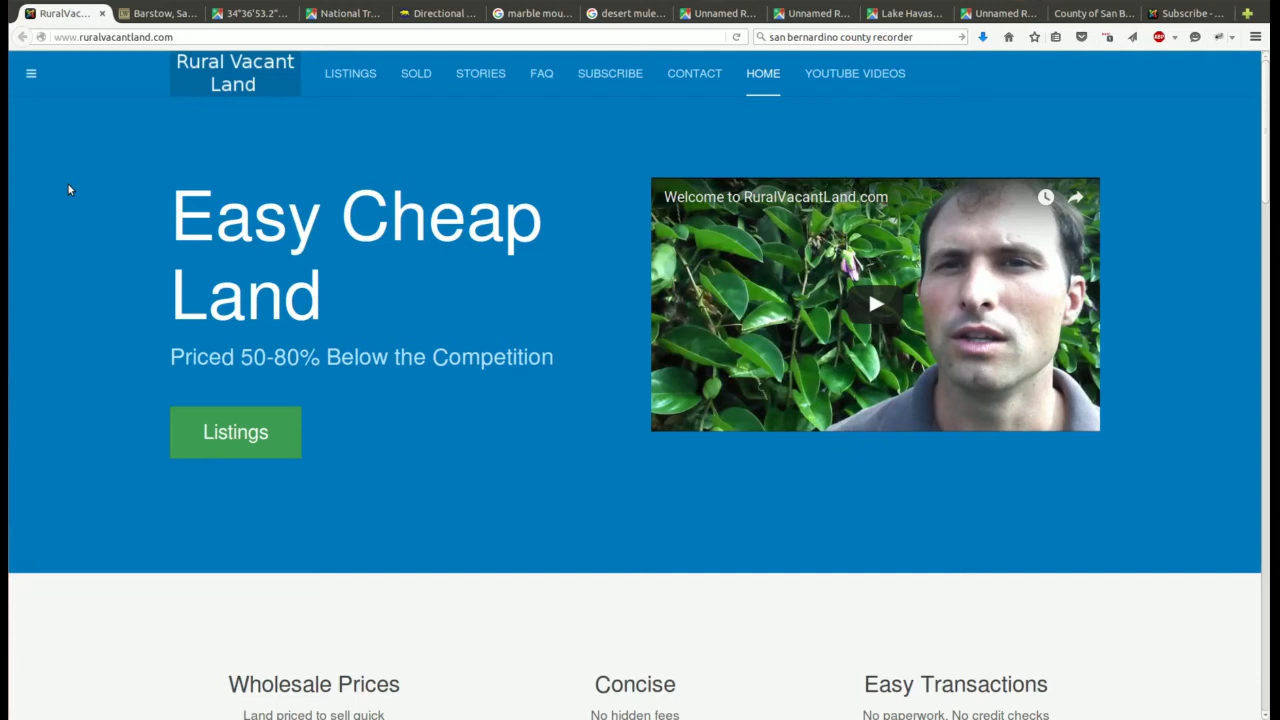 RuralVac...
Barstow, Sa...
34°36'53.2"...
National Tr...
Directional ...
marble mou...
desert mule...
Unnamed R...
Unnamed R...
Lake Havas...
Unnamed R...
County of San B...
Subscribe - ...
www.ruralvacantland.com
san bernardino county recorder
ABP
Rural Vacant
Land
LISTINGS
SOLD
STORIES
FAQ
SUBSCRIBE
CONTACT
HOME
YOUTUBE VIDEOS
Easy Cheap
Land
Priced 50-80% Below the Competition
Listings
Welcome to RuralVacantLand.com
Wholesale Prices
Concise
Easy Transactions
Land priced to sell quick
No hidden fees
No paperwork. No credit checks